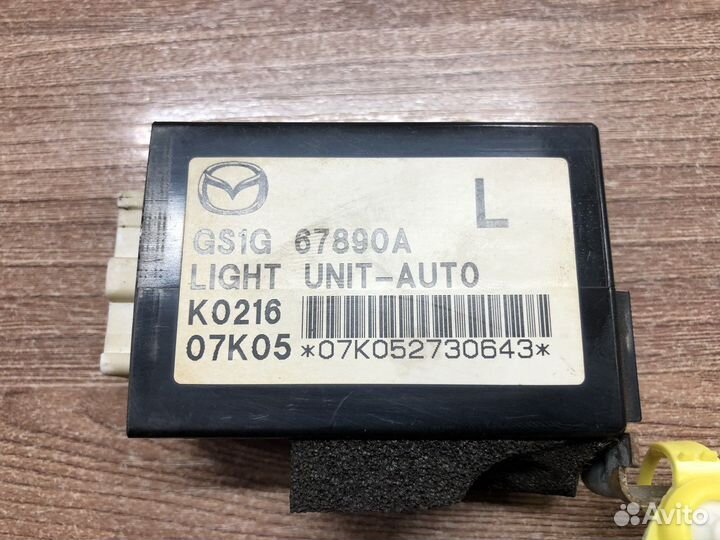 L
GS1G 67890A
LIGHT UNIT-AUTO
K0216
07K05 *07K052730643*
Avito